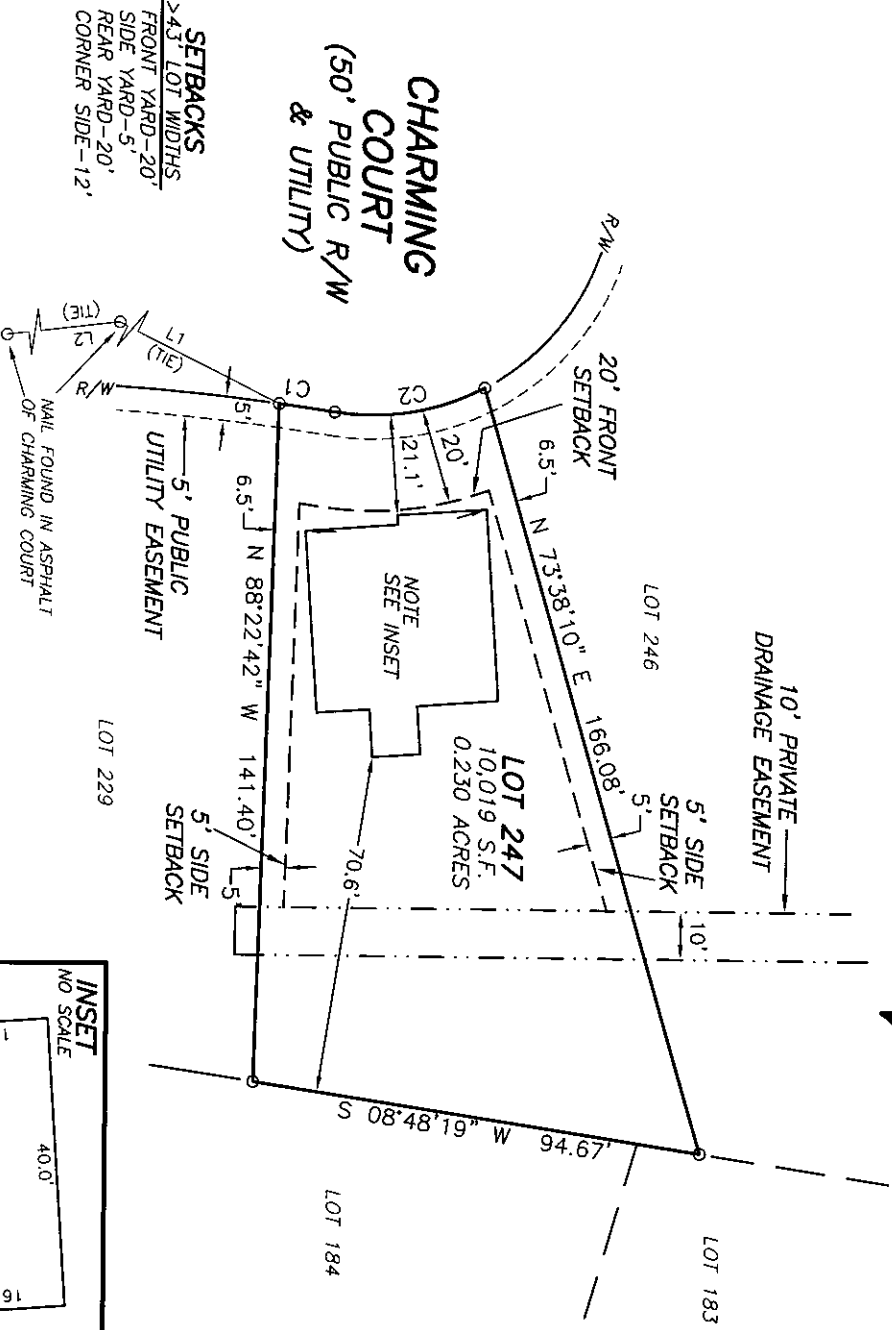 SETBACKS
>43' LOT WIDTHS
FRONT YARD-20'
SIDE YARD-5'
REAR YARD-20'
CORNER SIDE-12'
CHARMING
COURT
(50' PUBLIC R/W
& UTILITY)
R/W
20' FRONT
SETBACK
C2
C1
L1
(TIE)
L2
(TIE)
R/W
NAIL FOUND IN ASPHALT
OF CHARMING COURT
5'
5' PUBLIC
UTILITY EASEMENT
20'
21.1'
6.5'
6.5'
NOTE
SEE INSET
N 73°38'10" E 166.08'
LOT 246
10' PRIVATE
DRAINAGE EASEMENT
LOT 247
10,019 S.F.
0.230 ACRES
5' SIDE
SETBACK
5'
10'
N 88°22'42" W 141.40'
70.6'
5' SIDE
SETBACK
5'
LOT 229
S 08°48'19" W 94.67'
LOT 184
LOT 183
INSET
NO SCALE
40.0'
1
16